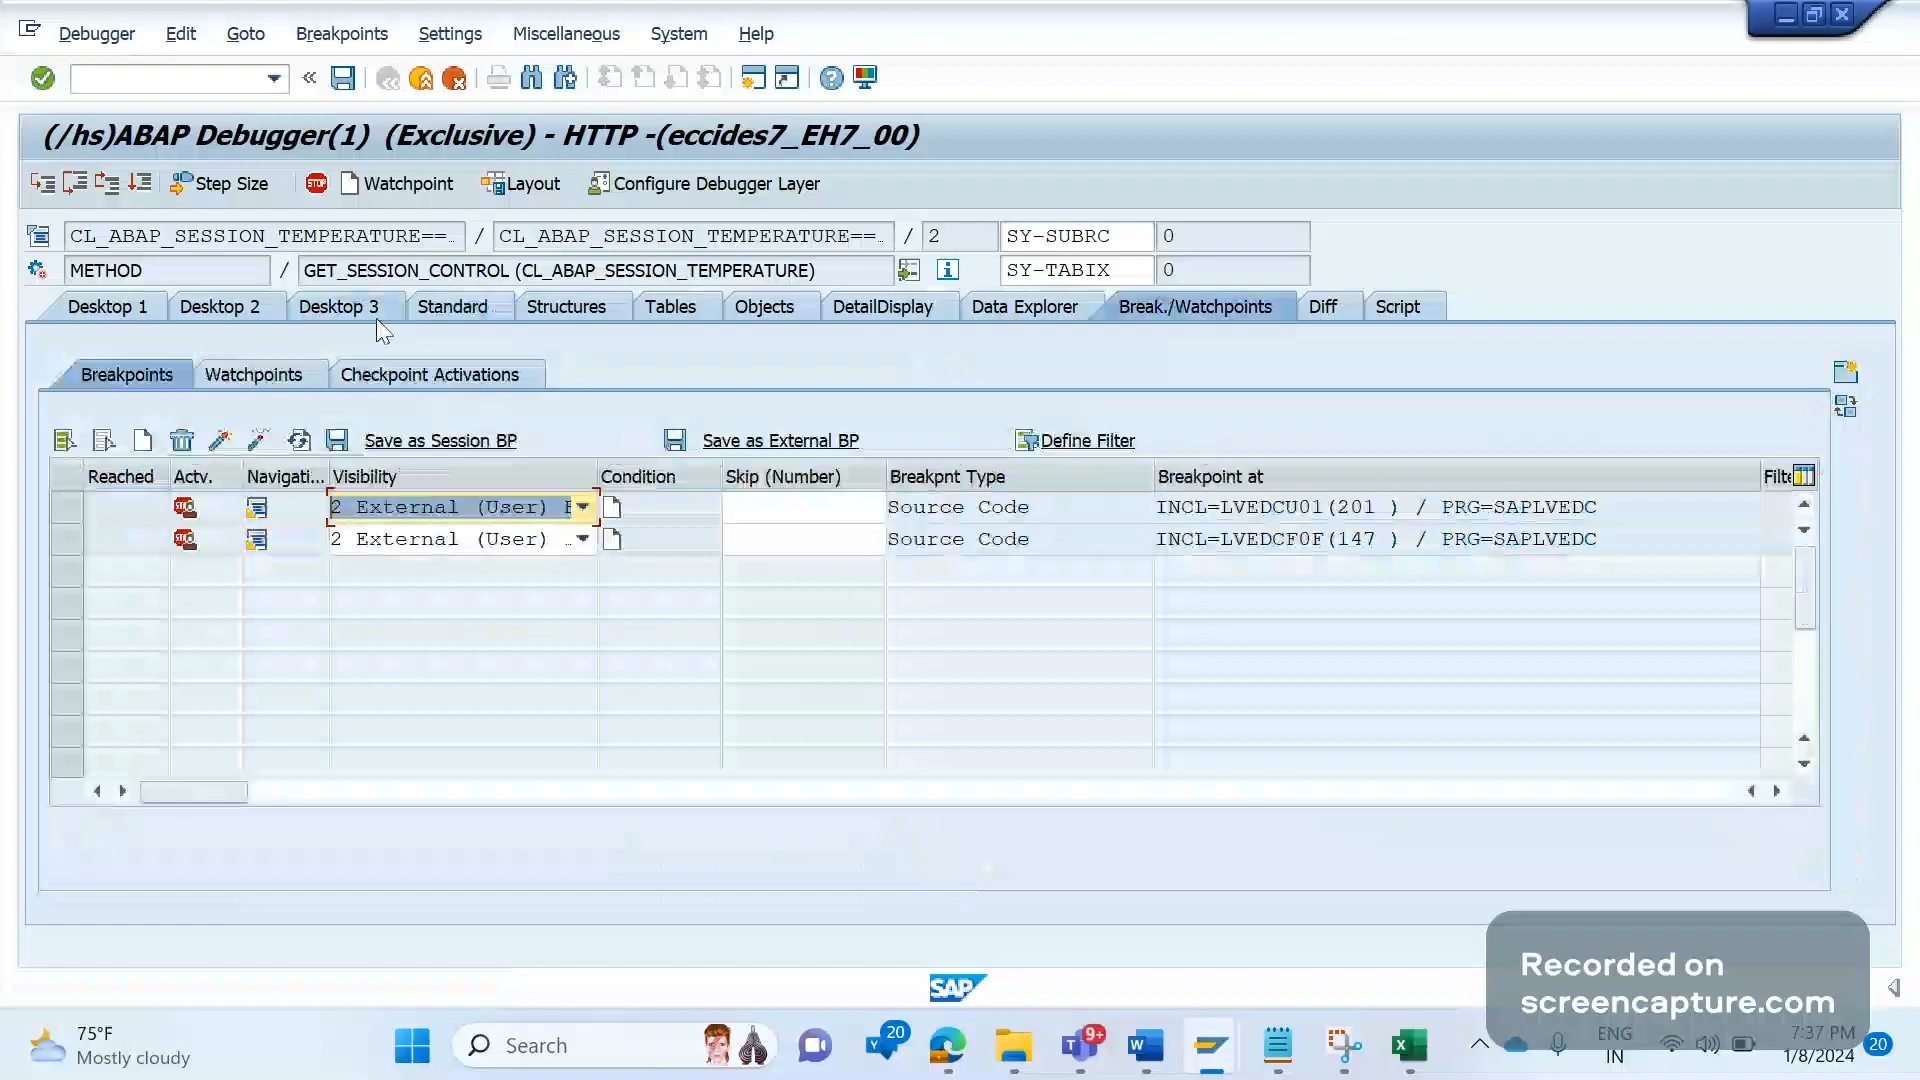 Debugger Edit Goto Breakpoints Settings Miscellaneous System Help
(/hs)ABAP Debugger(1) (Exclusive) - HTTP -(eccides7_EH7_00)
Step Size STOP Watchpoint Layout Configure Debugger Layer
CL_ABAP_SESSION_TEMPERATURE==… / CL_ABAP_SESSION_TEMPERATURE==… / 2 SY-SUBRC 0
METHOD / GET_SESSION_CONTROL (CL_ABAP_SESSION_TEMPERATURE) SY-TABIX 0
Desktop 1 Desktop 2 Desktop 3 Standard Structures Tables Objects DetailDisplay Data Explorer Break./Watchpoints Diff Script
Breakpoints Watchpoints Checkpoint Activations
Save as Session BP Save as External BP Define Filter
Reached Actv. Navigati... Visibility Condition Skip (Number) Breakpnt Type Breakpoint at Filte
2 External (User) Source Code INCL=LVEDCU01(201 ) / PRG=SAPLVEDC
2 External (User) … Source Code INCL=LVEDCF0F(147 ) / PRG=SAPLVEDC
SAP
Recorded on
screencapture.com
75°F
Mostly cloudy
Search
20
9+
ENG
IN
7:37 PM
1/8/2024
20